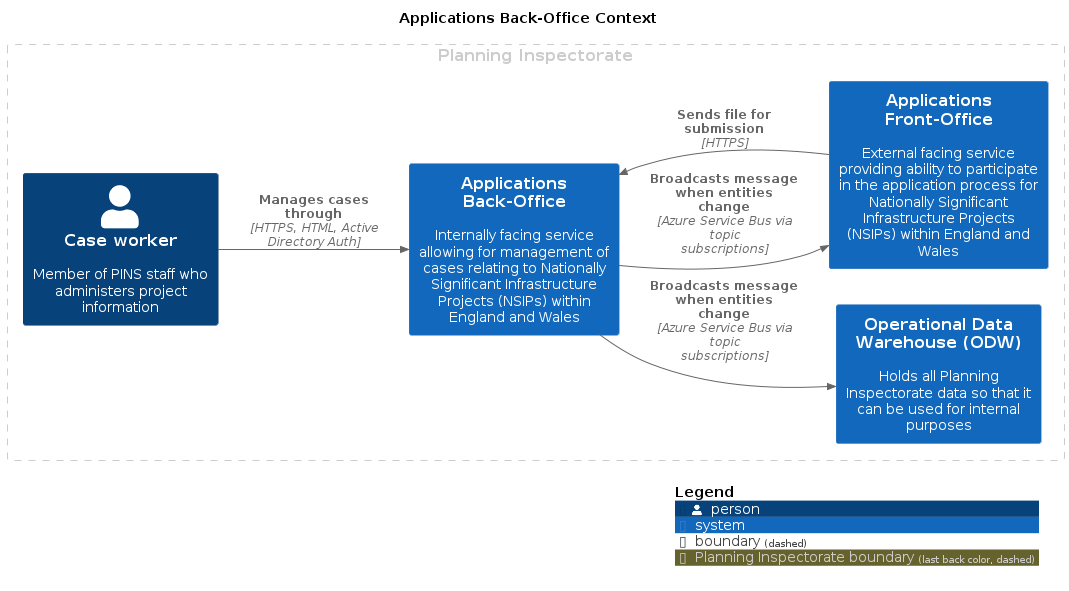 Applications Back-Office Context
Planning Inspectorate
Case worker
Member of PINS staff who
administers project
information
Manages cases
through
[HTTPS, HTML, Active
Directory Auth]
Applications
Back-Office
Internally facing service
allowing for management of
cases relating to Nationally
Significant Infrastructure
Projects (NSIPs) within
England and Wales
Sends file for
submission
[HTTPS]
Broadcasts message
when entities
change
[Azure Service Bus via
topic
subscriptions]
Broadcasts message
when entities
change
[Azure Service Bus via
topic
subscriptions]
Applications
Front-Office
External facing service
providing ability to participate
in the application process for
Nationally Significant
Infrastructure Projects
(NSIPs) within England and
Wales
Operational Data
Warehouse (ODW)
Holds all Planning
Inspectorate data so that it
can be used for internal
purposes
Legend
person
system
boundary (dashed)
Planning Inspectorate boundary (last back color, dashed)